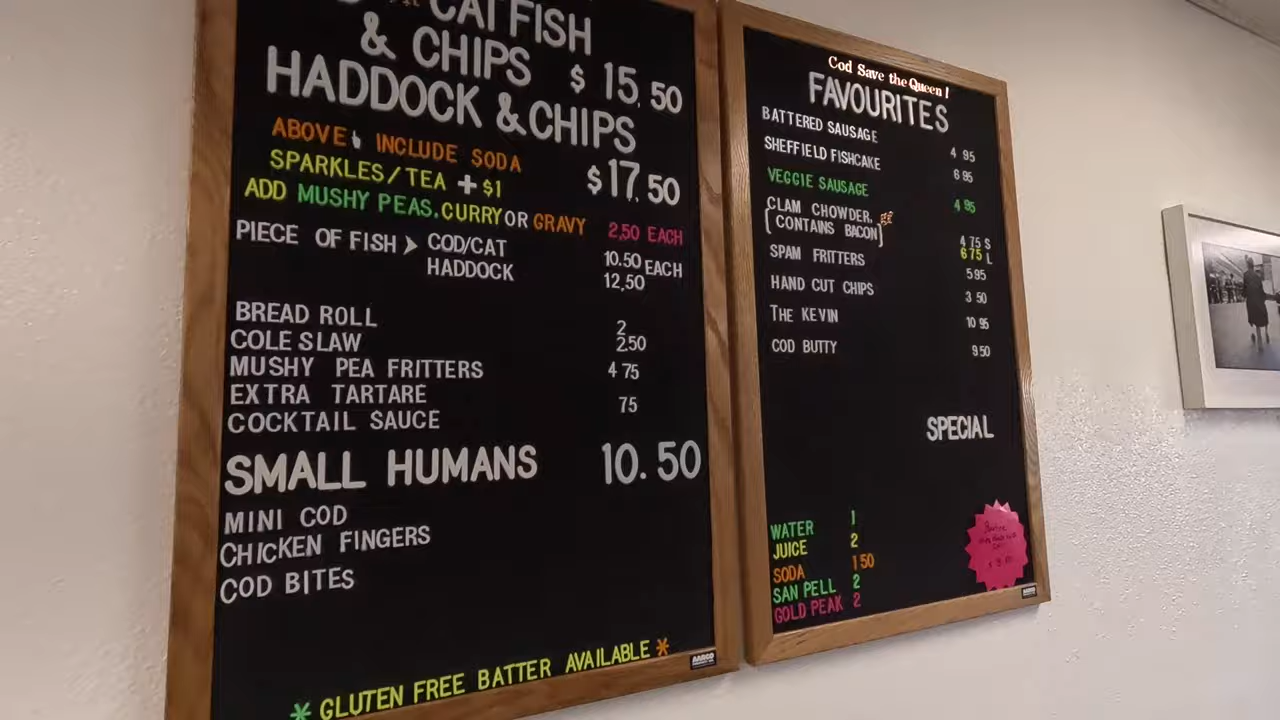 CATFISH
& CHIPS $ 15.50
HADDOCK & CHIPS
$17.50
ABOVE INCLUDE SODA
SPARKLES/TEA + $1
ADD MUSHY PEAS, CURRY OR GRAVY 2.50 EACH
PIECE OF FISH COD/CAT 10.50 EACH
HADDOCK 12.50
BREAD ROLL 2
COLE SLAW 2.50
MUSHY PEA FRITTERS 4 75
EXTRA TARTARE
75
COCKTAIL SAUCE
SMALL HUMANS 10.50
MINI COD
CHICKEN FINGERS
COD BITES
* GLUTEN FREE BATTER AVAILABLE *
AARCO
Cod Save the Queen !
FAVOURITES
BATTERED SAUSAGE 4 95
SHEFFIELD FISHCAKE 6 95
VEGGIE SAUSAGE 4 95
[CLAM CHOWDER, 4 75 S
CONTAINS BACON] 6 75 L
SPAM FRITTERS 5 95
HAND CUT CHIPS 3 50
THE KEVIN 10 95
COD BUTTY 9 50
SPECIAL
WATER 1
JUICE 2
SODA 1 50
SAN PELL 2
GOLD PEAK 2
Poutine